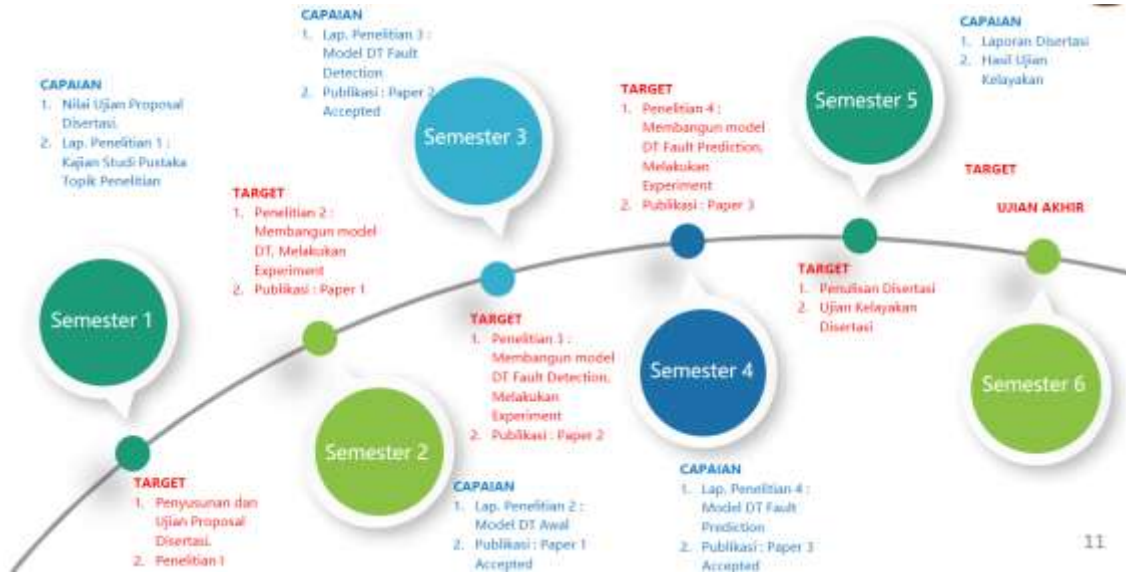 CAPAIAN
1. Nilai Ujian Proposal
Disertasi.
2. Lap. Penelitian 1 :
Kajian Studi Pustaka
Topik Penelitian
Semester 1
TARGET
1. Penyusunan dan
Ujian Proposal
Disertasi.
2. Penelitian I
TARGET
1. Penelitian 2 :
Membangun model
DT, Melakukan
Experiment
2. Publikasi : Paper 1
Semester 2
CAPAIAN
1. Lap. Penelitian 2 :
Model DT Awal
2. Publikasi : Paper 1
Accepted
CAPAIAN
1. Lap. Penelitian 3 :
Model DT Fault
Detection
2. Publikasi : Paper 2
Accepted
Semester 3
TARGET
1. Penelitian 3 :
Membangun model
DT Fault Detection,
Melakukan
Experiment
2. Publikasi : Paper 2
TARGET
1. Penelitian 4 :
Membangun model
DT Fault Prediction,
Melakukan
Experiment
2. Publikasi : Paper 3
Semester 4
CAPAIAN
1. Lap. Penelitian 4 :
Model DT Fault
Prediction
2. Publikasi : Paper 3
Accepted
Semester 5
TARGET
1. Penulisan Disertasi
2. Ujian Kelayakan
Disertasi
CAPAIAN
1. Laporan Disertasi
2. Hasil Ujian
Kelayakan
TARGET
UJIAN AKHIR
Semester 6
11